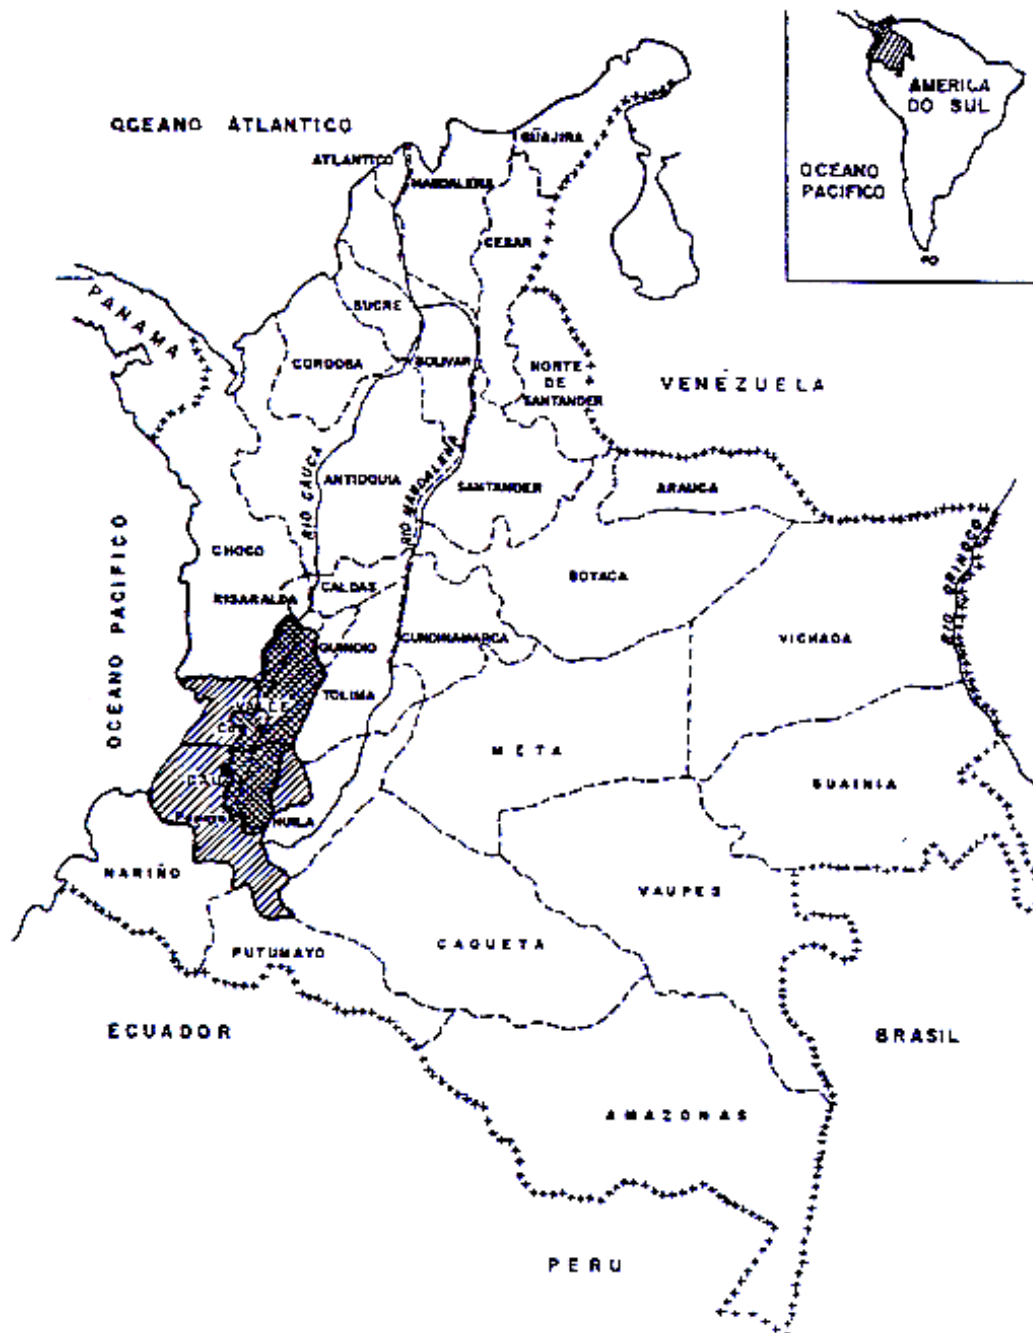 OCEANO ATLANTICO
AMERICA
DO SUL
OCEANO
PACIFICO
GUAJIRA
ATLANTICO
MAGDALENA
CESAR
PANAMA
SUCRE
CORDOBA
BOLIVAR
NORTE
DE
SANTANDER
VENEZUELA
RIO CAUCA
ANTIOQUIA
RIO MAGDALENA
SANTANDER
ARAUCA
OCEANO PACIFICO
CHOCO
CALDAS
BOYACA
RIO ORINOCO
RISARALDA
QUINDIO
CUNDINAMARCA
VICHADA
TOLIMA
VALLE
META
GUAINIA
HUILA
NARIÑO
VAUPES
PUTUMAYO
CAQUETA
ECUADOR
BRASIL
AMAZONAS
PERU